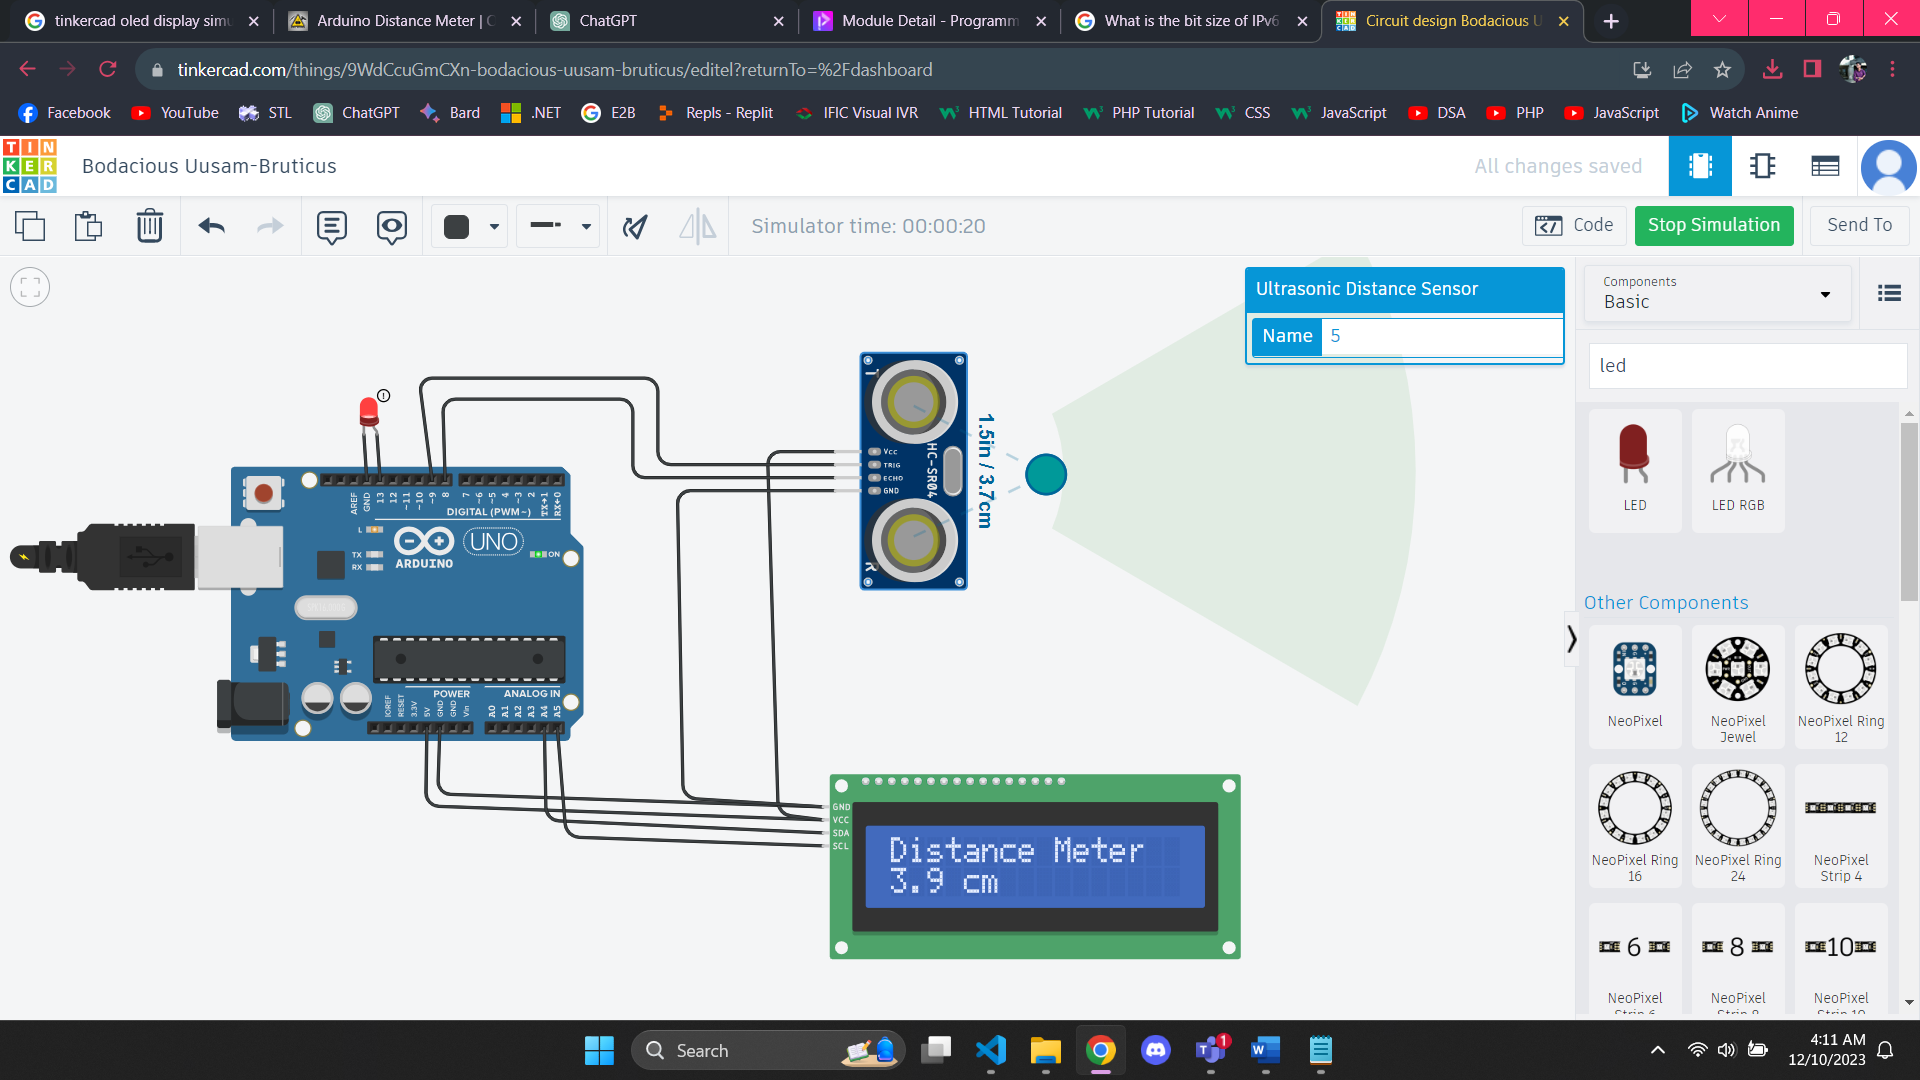 tinkercad oled display simu
Arduino Distance Meter | C
ChatGPT
Module Detail - Programm
What is the bit size of IPv6
Circuit design Bodacious U
tinkercad.com/things/9WdCcuGmCXn-bodacious-uusam-bruticus/editel?returnTo=%2Fdashboard
Facebook
YouTube
STL
ChatGPT
Bard
.NET
E2B
Repls - Replit
IFIC Visual IVR
HTML Tutorial
PHP Tutorial
CSS
JavaScript
DSA
PHP
JavaScript
Watch Anime
TIN
KER
CAD
Bodacious Uusam-Bruticus
All changes saved
Simulator time: 00:00:20
Code
Stop Simulation
Send To
Ultrasonic Distance Sensor
Name 5
Components
Basic
led
LED
LED RGB
Other Components
NeoPixel
NeoPixel Jewel
NeoPixel Ring 12
NeoPixel Ring 16
NeoPixel Ring 24
NeoPixel Strip 4
6
8
10
NeoPixel Strip 6
NeoPixel Strip 8
NeoPixel Strip 10
T
R
Vcc
TRIG
ECHO
GND
HC-SR04
1.5in / 3.7cm
AREF
GND
13
12
~11
~10
~9
8
7
~6
~5
4
~3
2
TX→1
RX←0
DIGITAL (PWM~)
L
TX
RX
UNO
ARDUINO
ON
POWER
ANALOG IN
IOREF
RESET
3.3V
5V
GND
GND
Vin
A0
A1
A2
A3
A4
A5
GND
VCC
SDA
SCL
Distance Meter
3.9 cm
Search
1
4:11 AM
12/10/2023